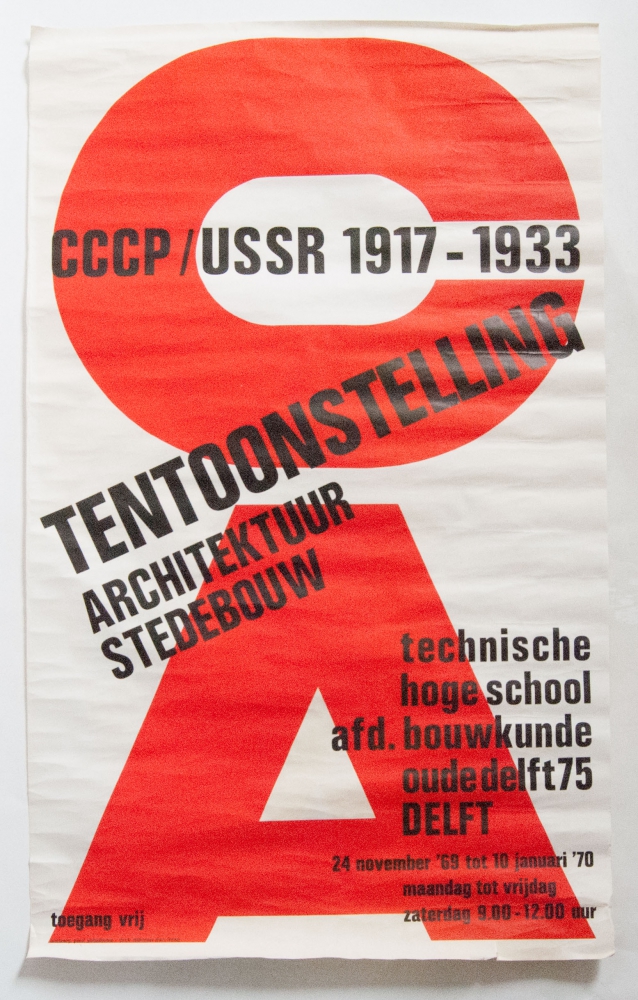 CA
CCCP / USSR 1917 - 1933
TENTOONSTELLING
ARCHITEKTUUR
STEDEBOUW
technische
hoge school
afd. bouwkunde
oude delft 75
DELFT
24 november '69 tot 10 januari '70
maandag tot vrijdag
zaterdag 9.00 - 12.00 uur
toegang vrij